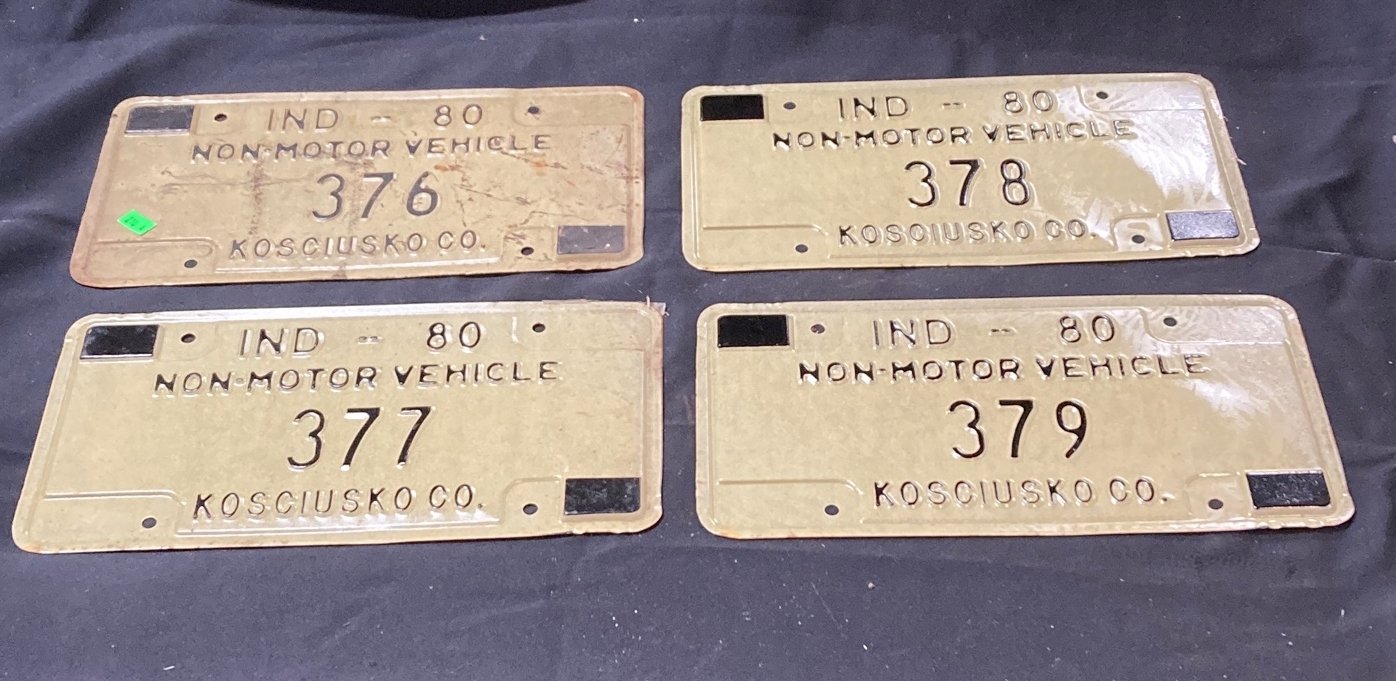 IND - 80
NON-MOTOR VEHICLE
376
KOSCIUSKO CO.
IND - 80
NON-MOTOR VEHICLE
378
KOSCIUSKO CO.
IND - 80
NON-MOTOR VEHICLE
377
KOSCIUSKO CO.
IND - 80
NON-MOTOR VEHICLE
379
KOSCIUSKO CO.